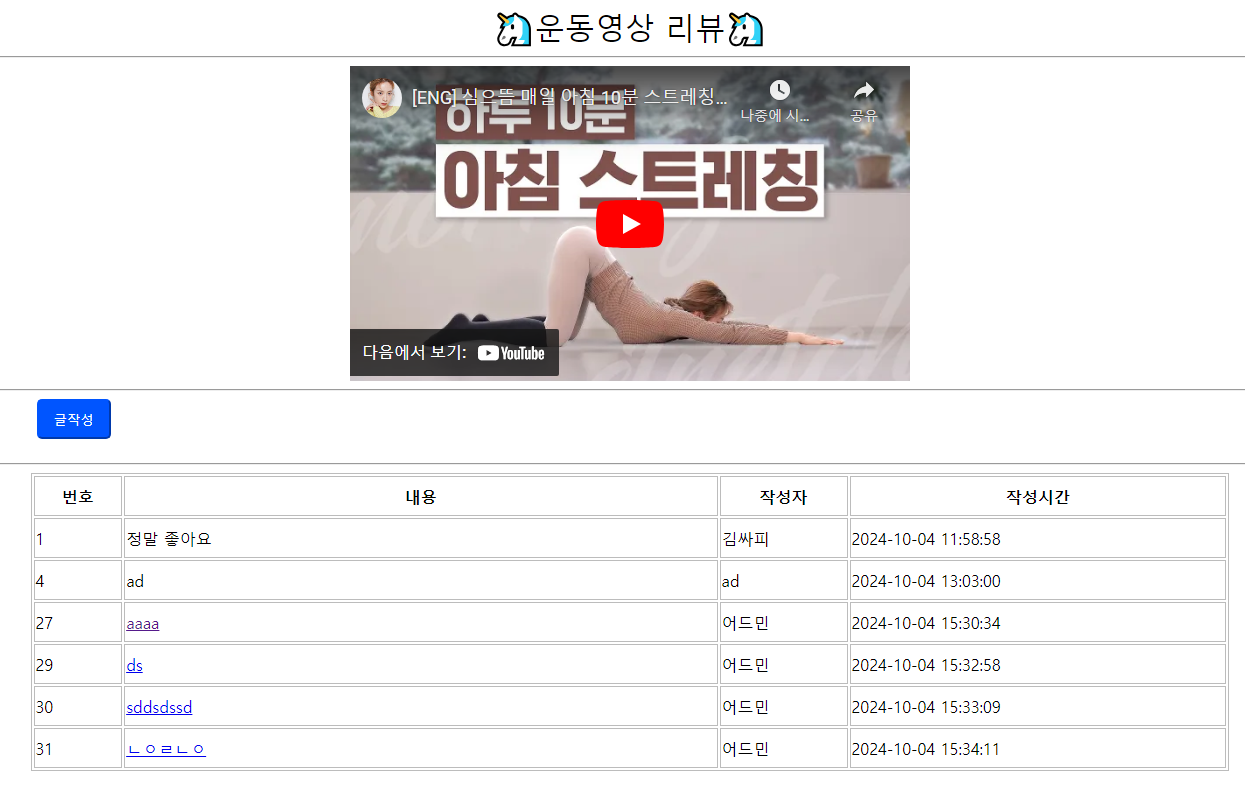 운동영상 리뷰
[ENG] 심으뜸 매일 아침 10분 스트레칭...
나중에 시...
공유
하루 10분
아침 스트레칭
다음에서 보기: YouTube
글작성
번호 내용 작성자 작성시간
1 정말 좋아요 김싸피 2024-10-04 11:58:58
4 ad ad 2024-10-04 13:03:00
27 aaaa 어드민 2024-10-04 15:30:34
29 ds 어드민 2024-10-04 15:32:58
30 sddsdssd 어드민 2024-10-04 15:33:09
31 ㄴㅇㄹㄴㅇ 어드민 2024-10-04 15:34:11